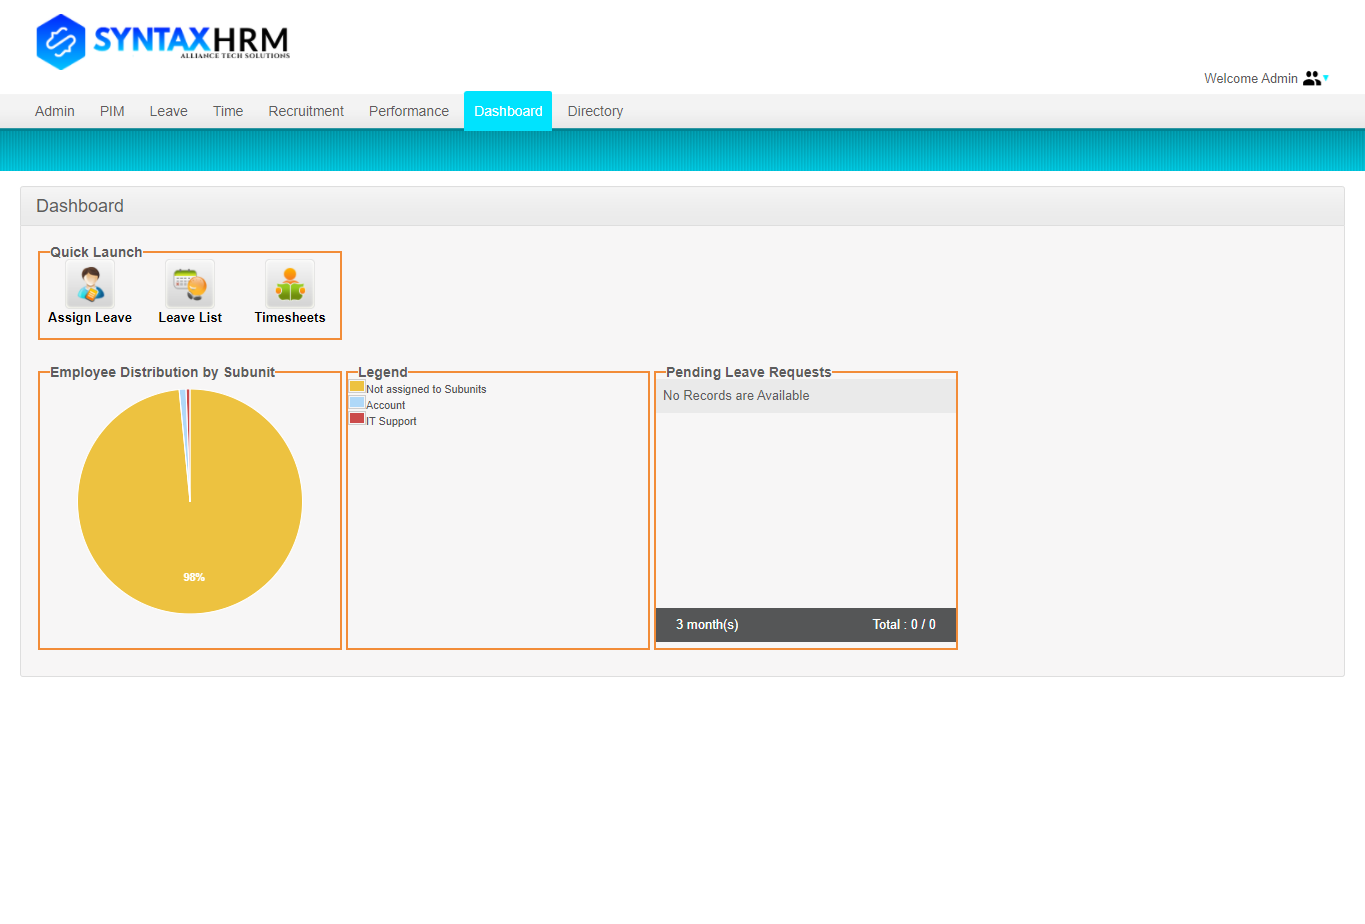 SYNTAXHRM
ALLIANCE TECH SOLUTIONS
Welcome Admin
Admin PIM Leave Time Recruitment Performance Dashboard Directory
Dashboard
Quick Launch
Assign Leave Leave List Timesheets
Employee Distribution by Subunit
98%
Legend
Not assigned to Subunits
Account
IT Support
Pending Leave Requests
No Records are Available
3 month(s) Total : 0 / 0